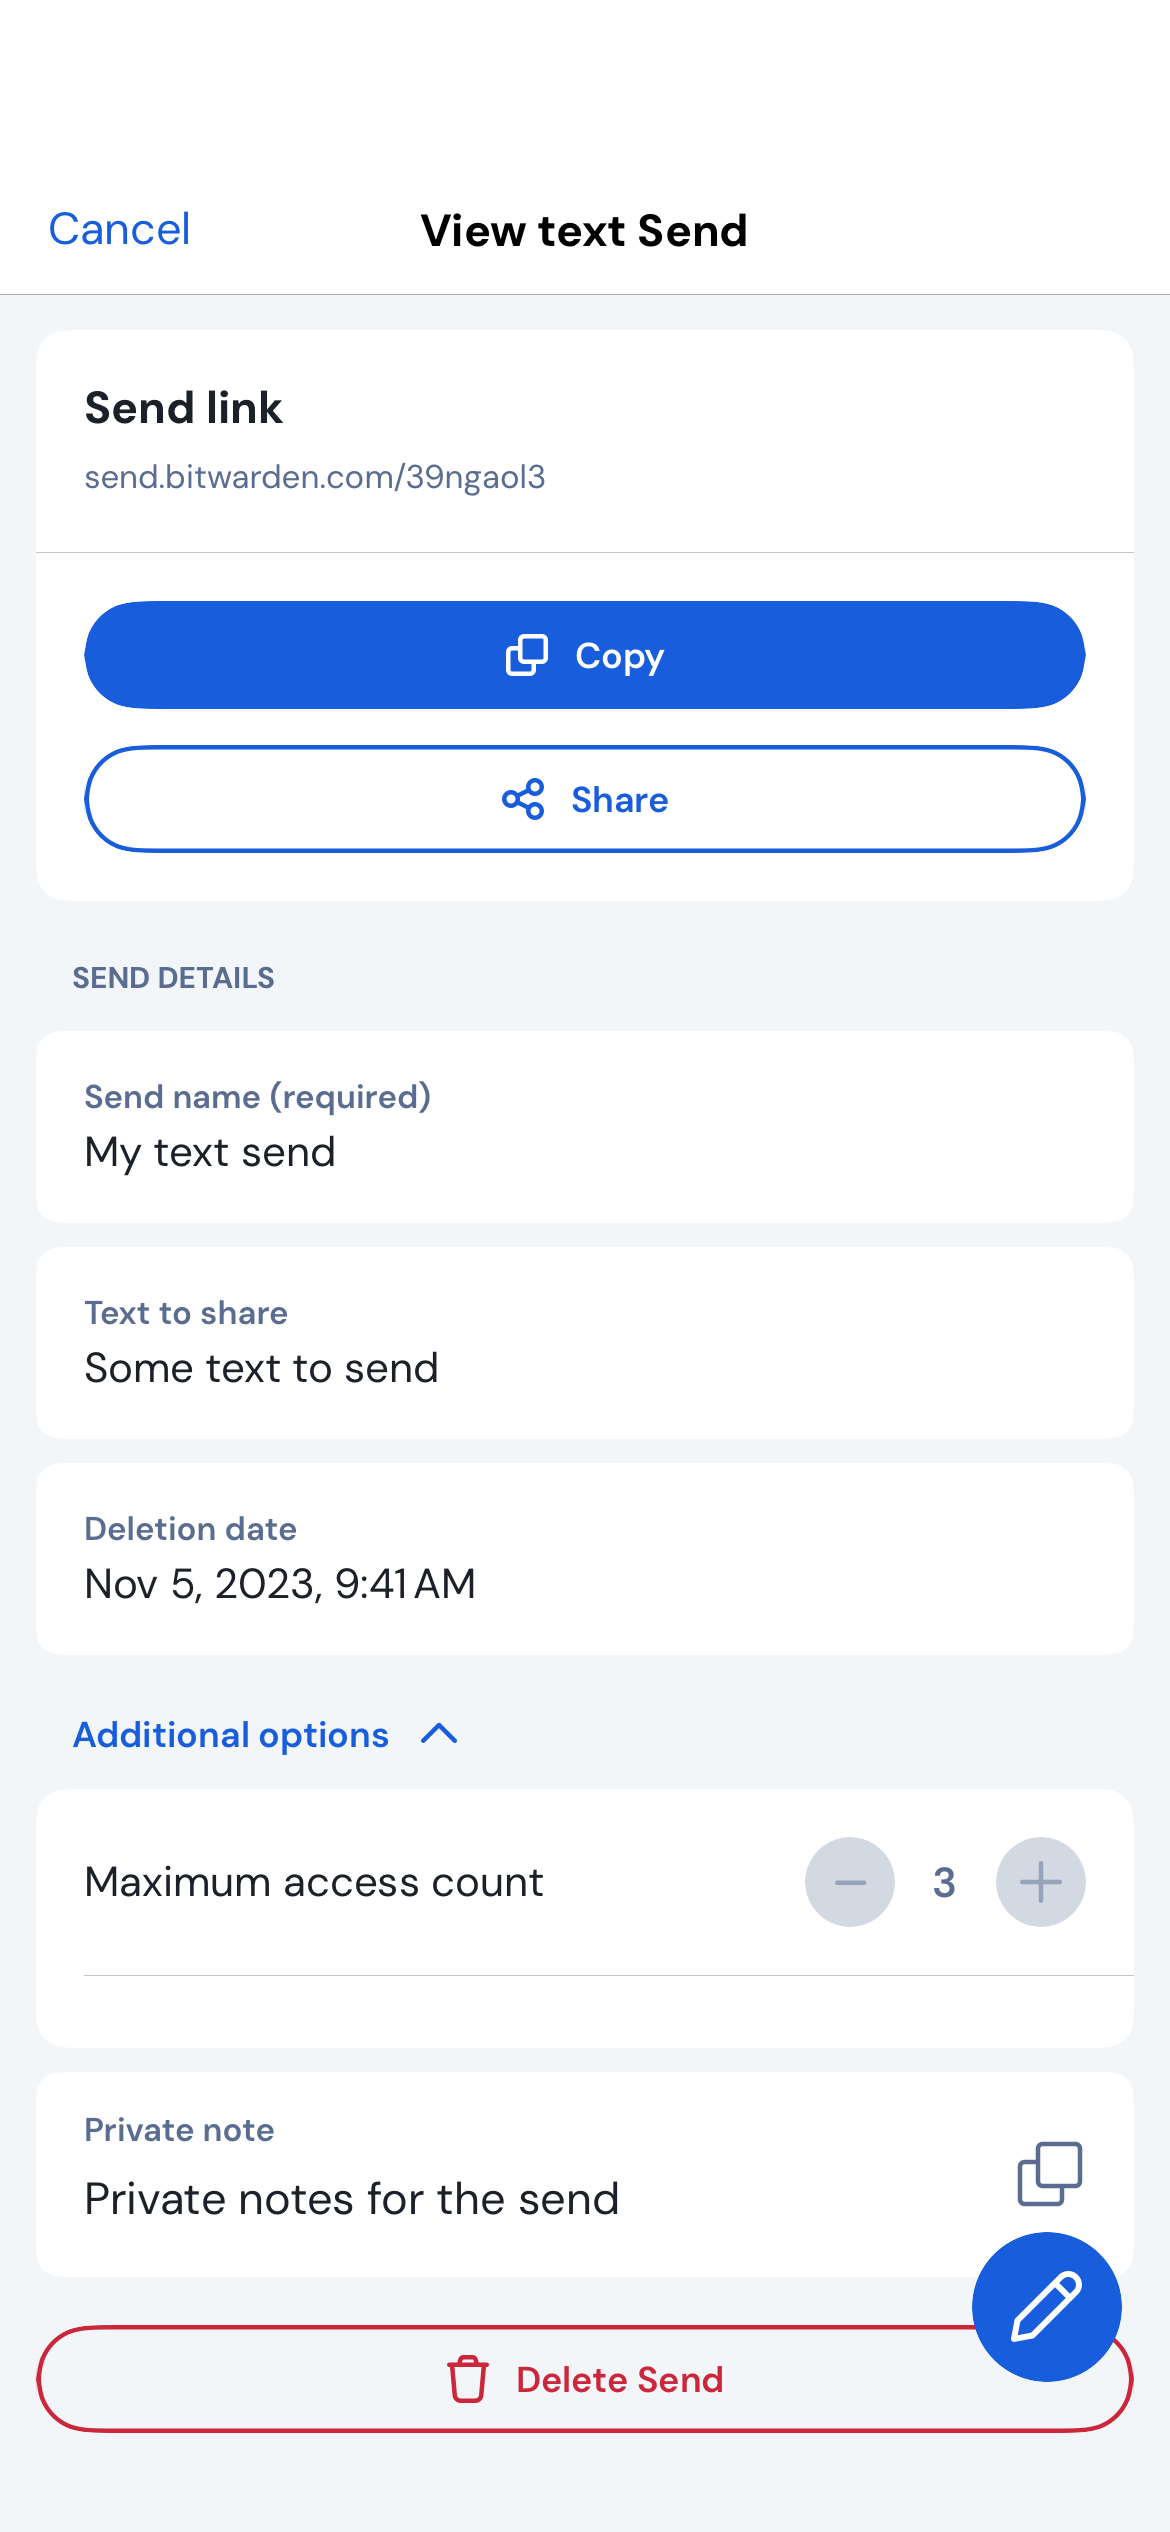 Cancel
View text Send
Send link
send.bitwarden.com/39ngaol3
Copy
Share
SEND DETAILS
Send name (required)
My text send
Text to share
Some text to send
Deletion date
Nov 5, 2023, 9:41 AM
Additional options
Maximum access count
3
Private note
Private notes for the send
Delete Send